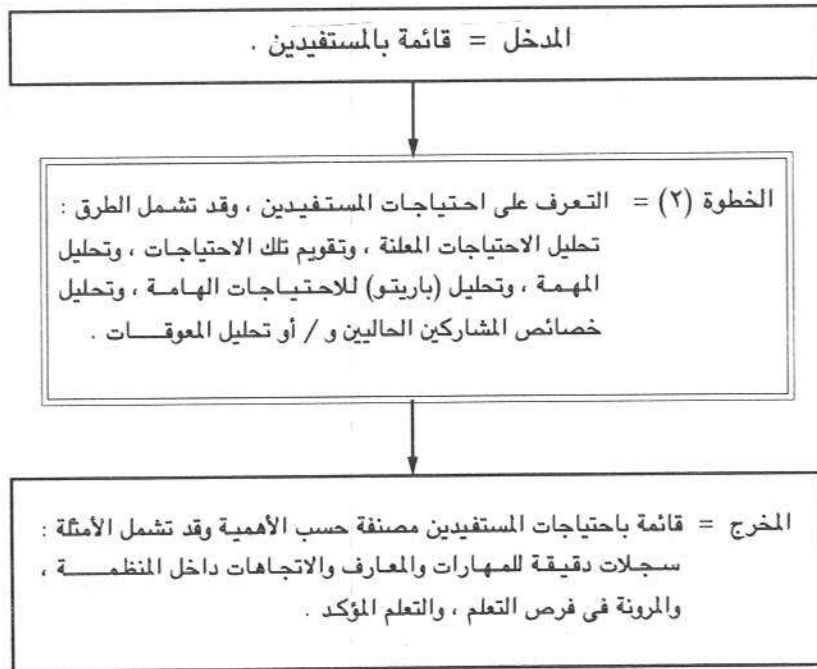 المدخل = قائمة بالمستفيدين .
الخطوة (٢) = التعرف على احتياجات المستفيدين ، وقد تشمل الطرق :
تحليل الاحتياجات المعلنة ، وتقويم تلك الاحتياجات ، وتحليل
المهمة ، وتحليل (باريتو) للاحتياجات الهامة ، وتحليل
خصائص المشاركين الحاليين و / أو تحليل المعوقات .
المخرج = قائمة باحتياجات المستفيدين مصنفة حسب الأهمية وقد تشمل الأمثلة :
سجلات دقيقة للمهارات والمعارف والاتجاهات داخل المنظمة ،
والمرونة فى فرص التعلم ، والتعلم المؤكد .